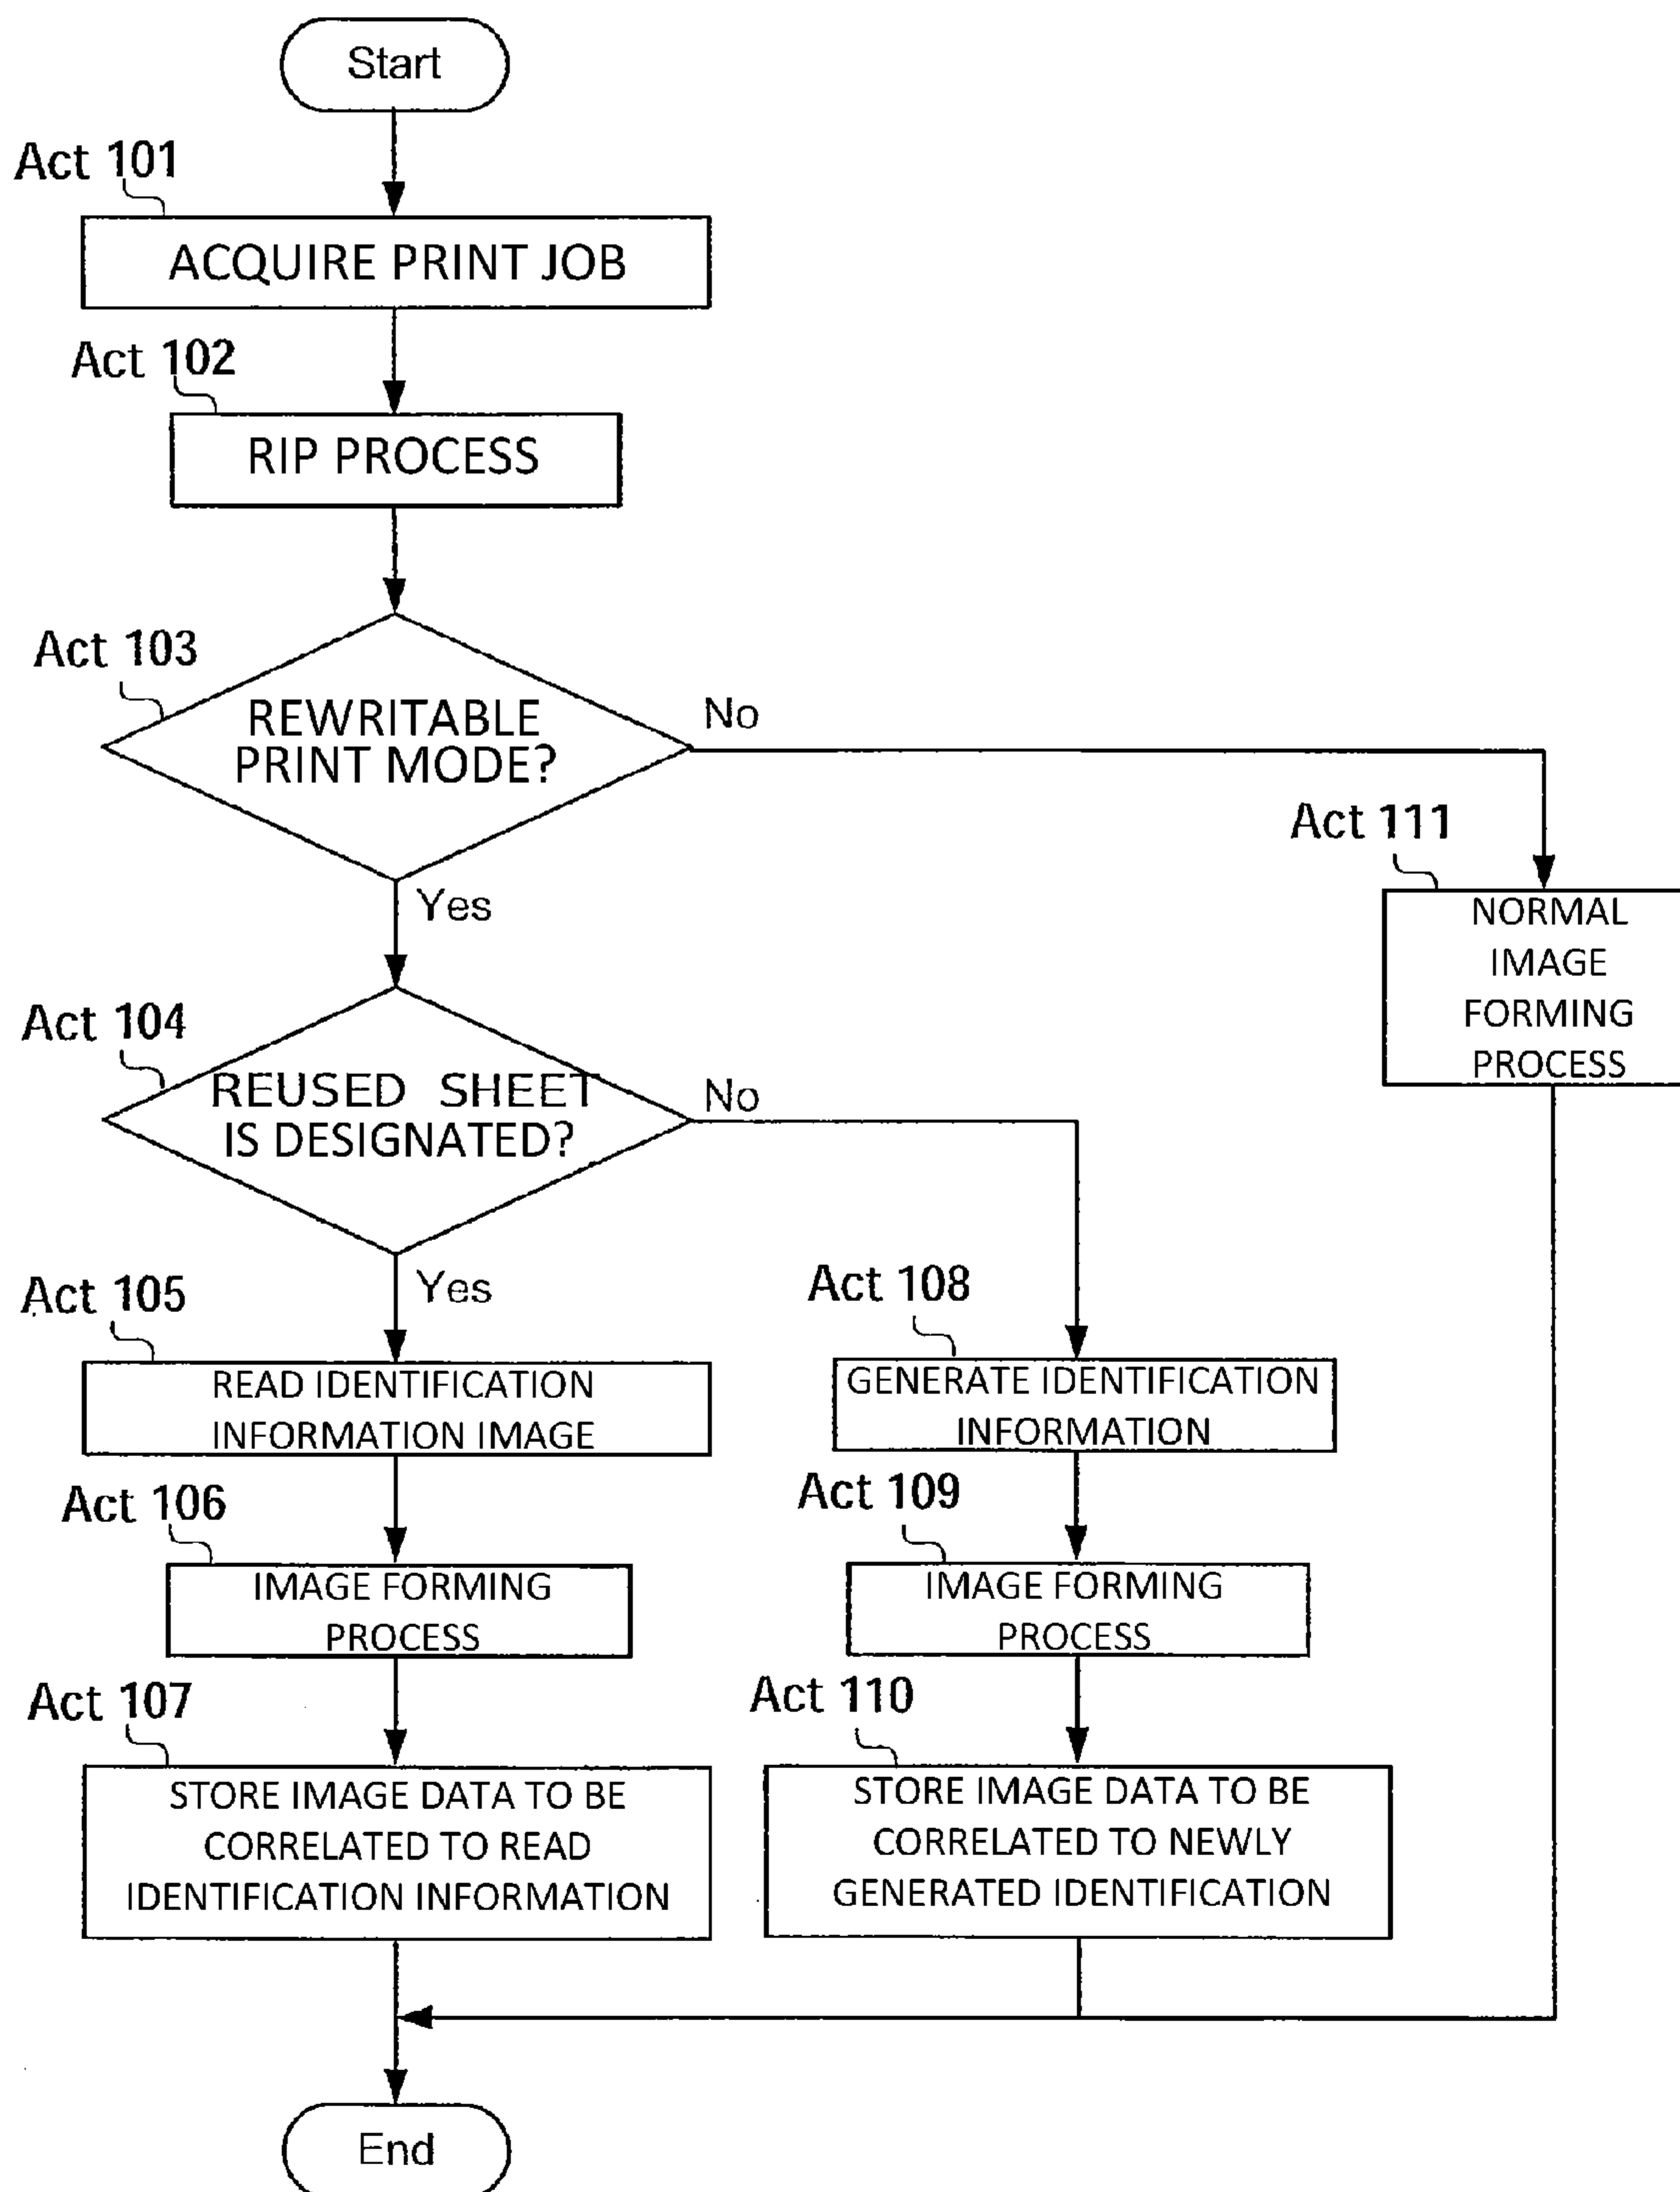 Start
Act 101
ACQUIRE PRINT JOB
Act 102
RIP PROCESS
Act 103
REWRITABLE
PRINT MODE?
No
Yes
Act 111
NORMAL
IMAGE
FORMING
PROCESS
Act 104
REUSED SHEET
IS DESIGNATED?
No
Yes
Act 105
READ IDENTIFICATION
INFORMATION IMAGE
Act 106
IMAGE FORMING
PROCESS
Act 107
STORE IMAGE DATA TO BE
CORRELATED TO READ
IDENTIFICATION INFORMATION
Act 108
GENERATE IDENTIFICATION
INFORMATION
Act 109
IMAGE FORMING
PROCESS
Act 110
STORE IMAGE DATA TO BE
CORRELATED TO NEWLY
GENERATED IDENTIFICATION
End